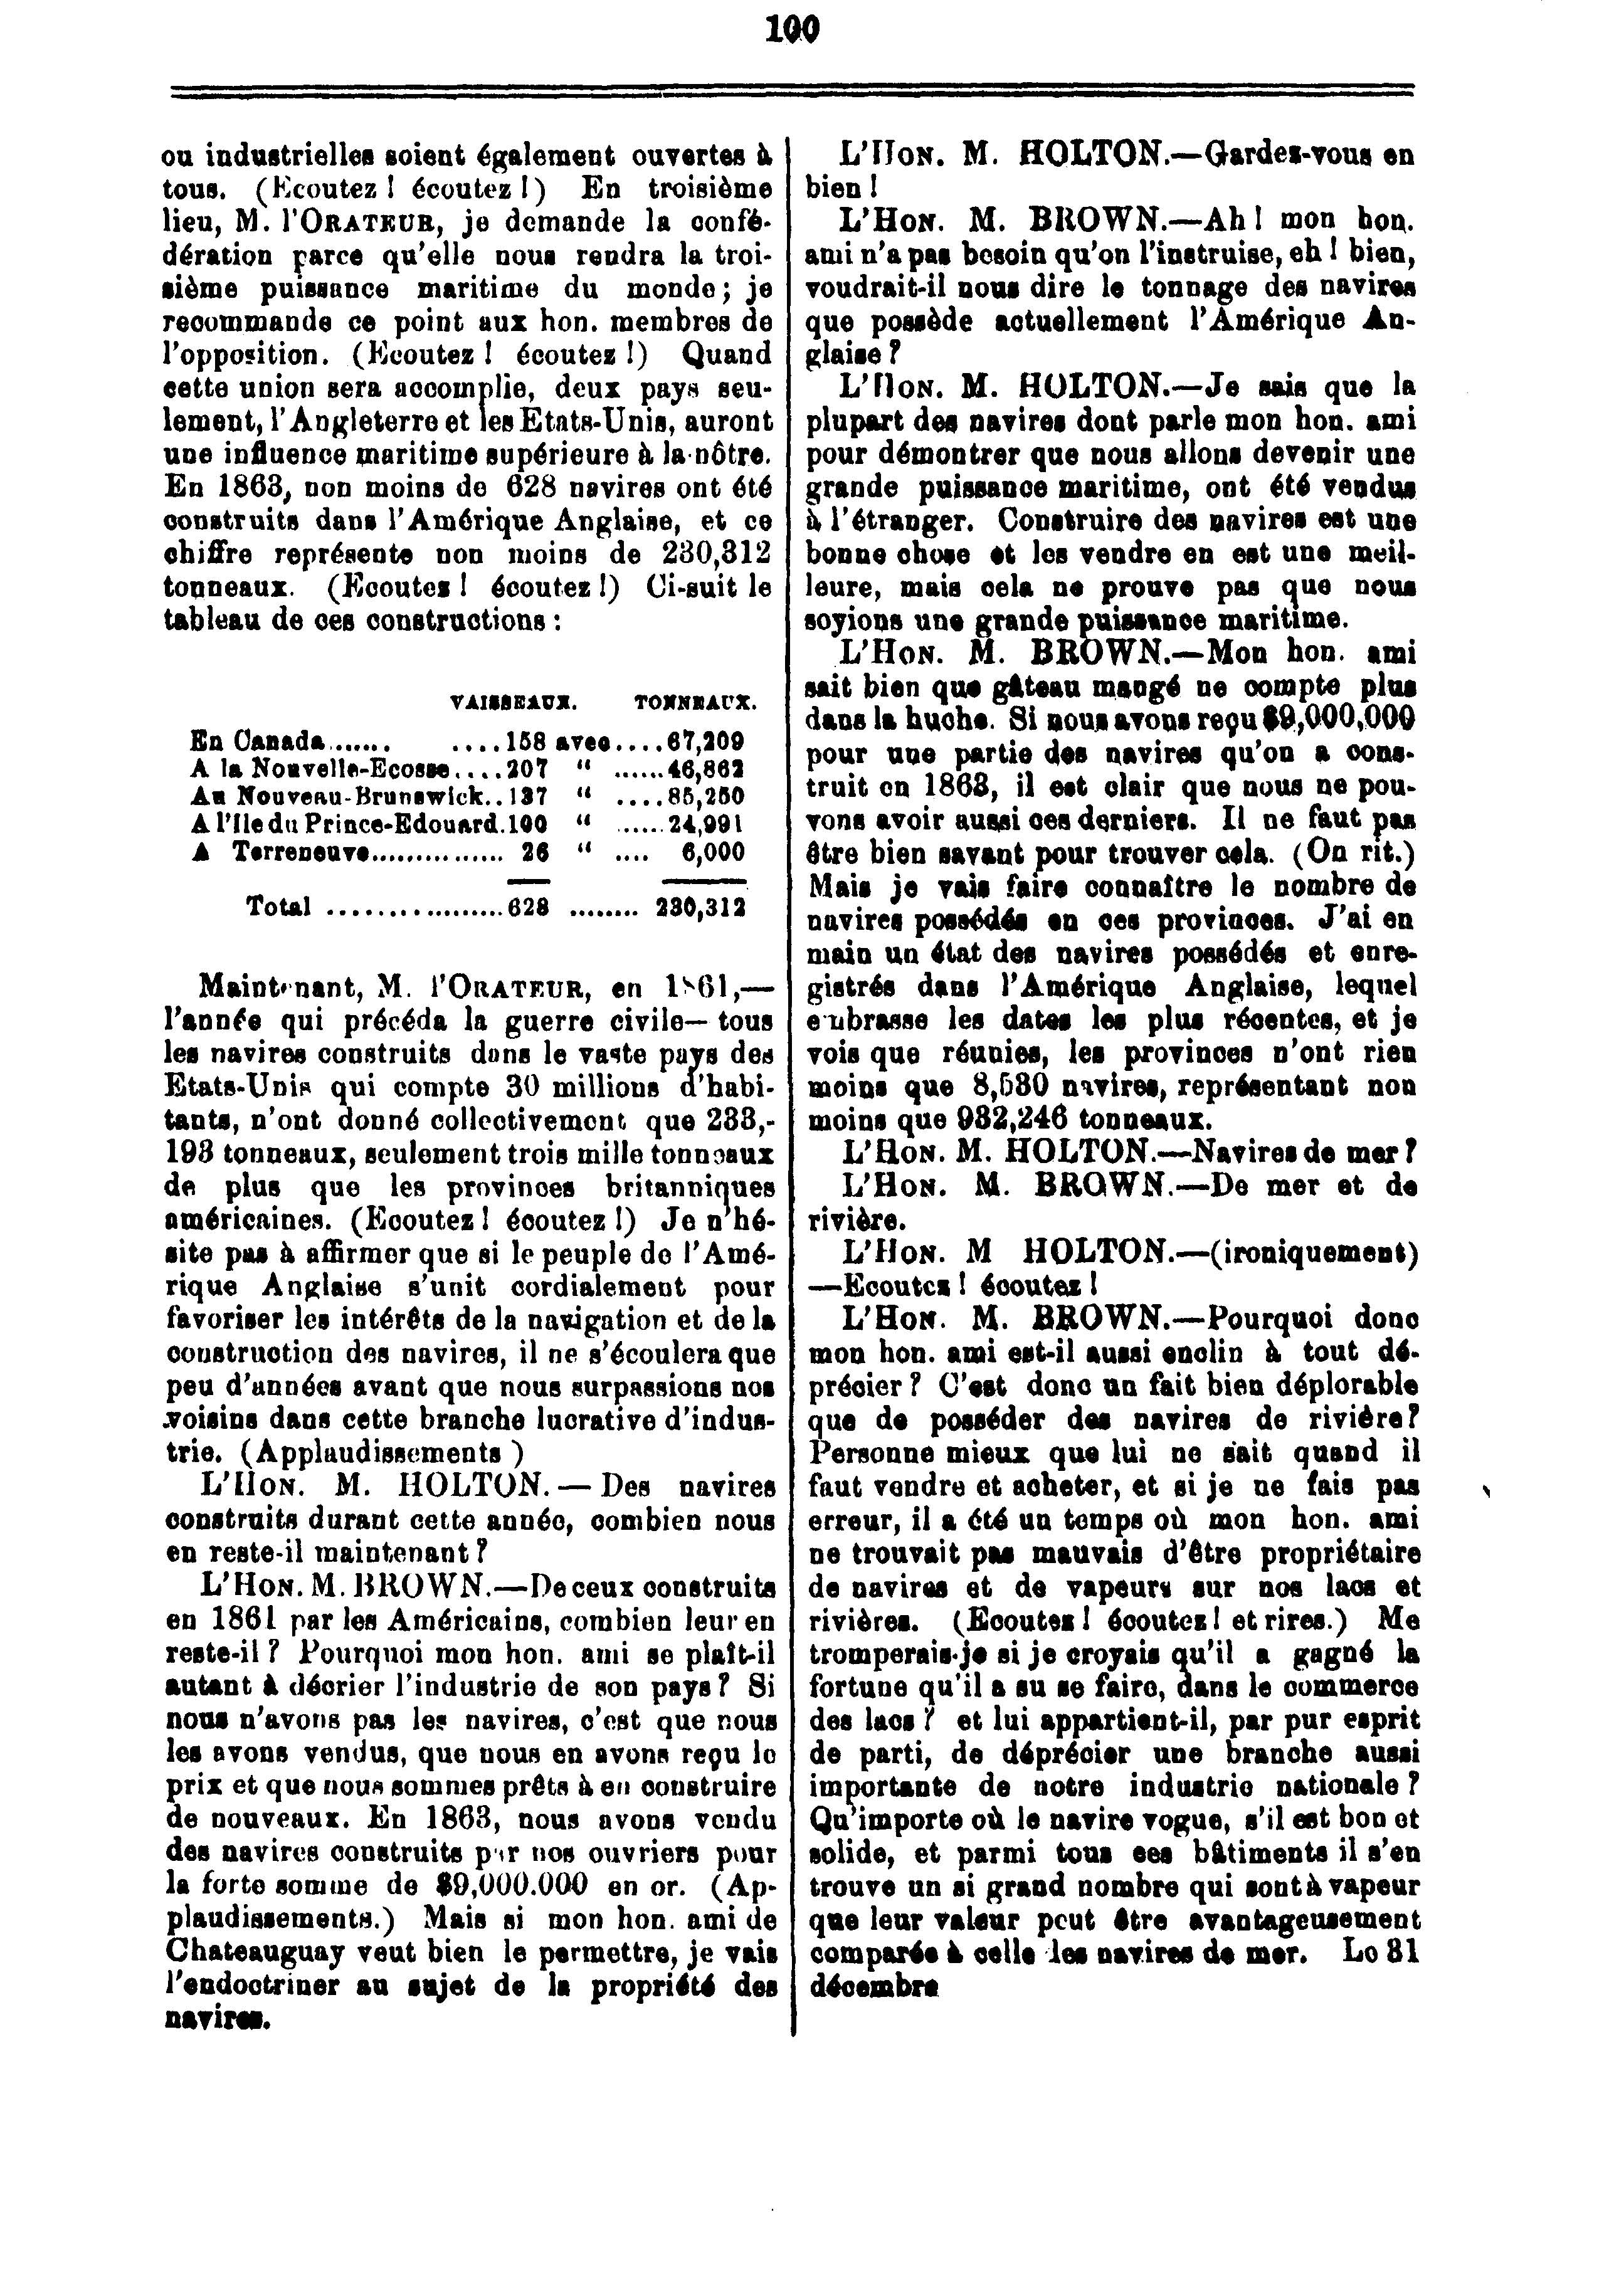 100
ou industrielles soient également ouvertes à
tous. (Ecoutez ! écoutez !) En troisième
lieu, M. l'ORATEUR, je demande la confé-
dération parce qu'elle nous rendra la troi-
sième puissance maritime du monde; je
recommande ce point aux hon. membres de
l'opposition. (Ecoutez ! écoutez !) Quand
cette union sera accomplie, deux pays seu-
lement, l'Angleterre et les Etats-Unis, auront
une influence maritime supérieure à la nôtre.
En 1863, non moins de 628 navires ont été
construits dans l'Amérique Anglaise, et ce
chiffre représente non moins de 230,312
tonneaux. (Ecoutez ! écoutez !) Ci-suit le
tableau de ces constructions :
VAISSEAUX. TONNEAUX.
En Canada....... ....158 avec....67,209
A la Nouvelle-Ecosse....207 " ......46,862
Au Nouveau-Brunswick..137 " ....85,250
A l'Ile du Prince-Edouard.100 " ......24,991
A Terreneuve............... 26 " .... 6,000
Total .................628 ........ 230,312
Maintenant, M. l'ORATEUR, en 1861,—
l'année qui précéda la guerre civile— tous
les navires construits dans le vaste pays des
Etats-Unis qui compte 30 millions d'habi-
tants, n'ont donné collectivement que 233,-
193 tonneaux, seulement trois mille tonneaux
de plus que les provinces britanniques
américaines. (Ecoutez ! écoutez !) Je n'hé-
site pas à affirmer que si le peuple de l'Amé-
rique Anglaise s'unit cordialement pour
favoriser les intérêts de la navigation et de la
construction des navires, il ne s'écoulera que
peu d'années avant que nous surpassions nos
voisins dans cette branche lucrative d'indus-
trie. (Applaudissements )
L'HON. M. HOLTON.— Des navires
construits durant cette année, combien nous
en reste-il maintenant ?
L'HON. M. BROWN.—De ceux construits
en 1861 par les Américains, combien leur en
reste-il ? Pourquoi mon hon. ami se plaît-il
autant à décrier l'industrie de son pays ? Si
nous n'avons pas les navires, c'est que nous
les avons vendus, que nous en avons reçu le
prix et que nous sommes prêts à en construire
de nouveaux. En 1863, nous avons vendu
des navires construits par nos ouvriers pour
la forte somme de $9,000.000 en or. (Ap-
plaudissements.) Mais si mon hon. ami de
Chateauguay veut bien le permettre, je vais
l'endoctriner au sujet de la propriété des
navires.
L'HON. M. HOLTON.—Gardez-vous en
bien !
L'HON. M. BROWN.—Ah ! mon hon.
ami n'a pas besoin qu'on l'instruise, eh ! bien,
voudrait-il nous dire le tonnage des navires
que possède actuellement l'Amérique An-
glaise ?
L'HON. M. HOLTON.—Je sais que la
plupart des navires dont parle mon hon. ami
pour démontrer que nous allons devenir une
grande puissance maritime, ont été vendus
à l'étranger. Construire des navires est une
bonne chose et les vendre en est une meil-
leure, mais cela ne prouve pas que nous
soyions une grande puissance maritime.
L'HON. M. BROWN.—Mon hon. ami
sait bien que gâteau mangé ne compte plus
dans la huche. Si nous avons reçu $9,000,000
pour une partie des navires qu'on a cons-
truit en 1863, il est clair que nous ne pou-
vons avoir aussi ces derniers. Il ne faut pas
être bien savant pour trouver cela. (On rit.)
Mais je vais faire connaître le nombre de
navires possédés en ces provinces. J'ai en
main un état des navires possédés et enre-
gistrés dans l'Amérique Anglaise, lequel
embrasse les dates les plus récentes, et je
vois que réunies, les provinces n'ont rien
moins que 8,530 navires, représentant non
moins que 932,246 tonneaux.
L'HON. M. HOLTON.—Navires de mer ?
L'HON. M. BROWN.—De mer et de
rivière.
L'HON. M HOLTON.—(ironiquement)
—Ecoutez ! écoutez !
L'HON. M. BROWN.—Pourquoi donc
mon hon. ami est-il aussi enclin à tout dé-
précier ? C'est donc un fait bien déplorable
que de posséder des navires de rivière?
Personne mieux que lui ne sait quand il
faut vendre et acheter, et si je ne fais pas
erreur, il a été un temps où mon hon. ami
ne trouvait pas mauvais d'être propriétaire
de navires et de vapeurs sur nos lacs et
rivières. (Ecoutez ! écoutez ! et rires.) Me
tromperais-je si je croyais qu'il a gagné la
fortune qu'il a su se faire, dans le commerce
des lacs ? et lui appartient-il, par pur esprit
de parti, de déprécier une branche aussi
importante de notre industrie nationale ?
Qu'importe où le navire vogue, s'il est bon et
solide, et parmi tous ces bâtiments il s'en
trouve un si grand nombre qui sont à vapeur
que leur valeur peut être avantageusement
comparée à celle les navires de mer. Le 31
décembre